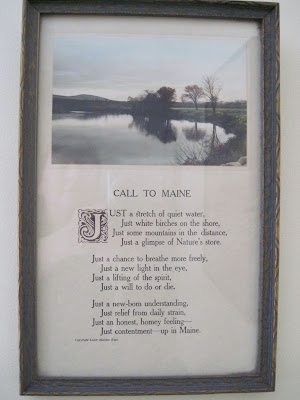 CALL TO MAINE
JUST a stretch of quiet water,
Just white birches on the shore,
Just some mountains in the distance,
Just a glimpse of Nature's store.
Just a chance to breathe more freely,
Just a new light in the eye,
Just a lifting of the spirit,
Just a will to do or die.
Just a new-born understanding,
Just relief from daily strain,
Just an honest, homey feeling—
Just contentment—up in Maine.